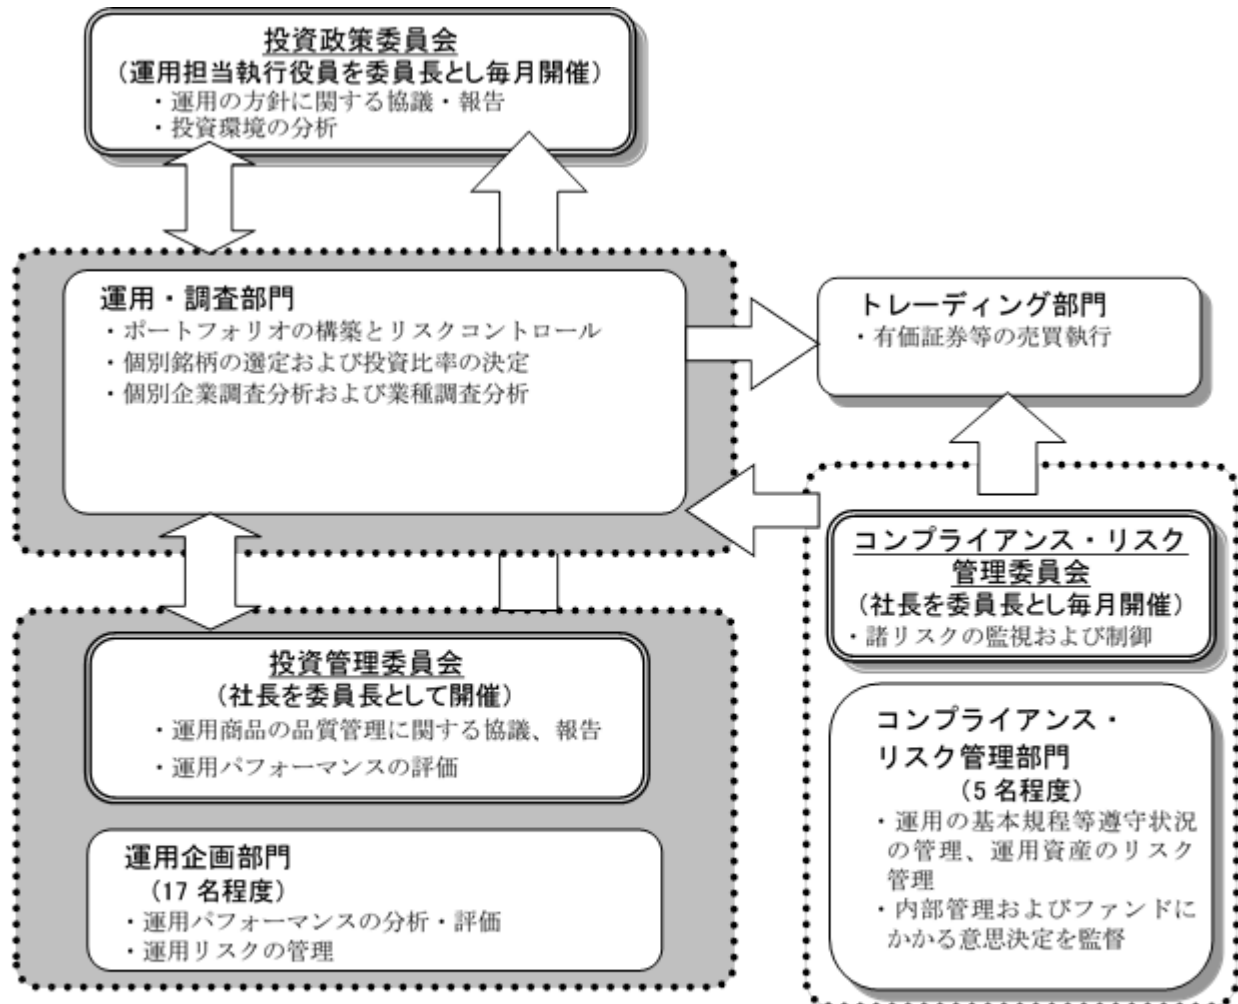 投資政策委員会
（運用担当執行役員を委員長とし毎月開催）
・運用の方針に関する協議・報告
・投資環境の分析
運用・調査部門
・ポートフォリオの構築とリスクコントロール
・個別銘柄の選定および投資比率の決定
・個別企業調査分析および業種調査分析
トレーディング部門
・有価証券等の売買執行
コンプライアンス・リスク
管理委員会
（社長を委員長とし毎月開催）
・諸リスクの監視および制御
投資管理委員会
（社長を委員長として開催）
・運用商品の品質管理に関する協議、報告
・運用パフォーマンスの評価
運用企画部門
（17 名程度）
・運用パフォーマンスの分析・評価
・運用リスクの管理
コンプライアンス・
リスク管理部門
（5 名程度）
・運用の基本規程等遵守状況
の管理、運用資産のリスク
管理
・内部管理およびファンドに
かかる意思決定を監督